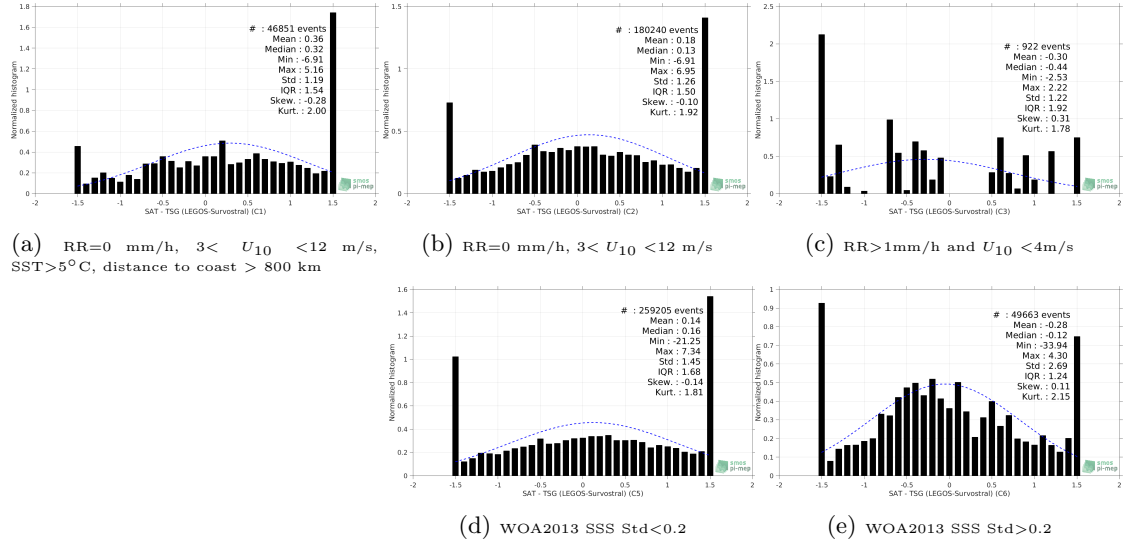 1.8
1.6
1.4
1.2
1
0.8
0.6
0.4
0.2
0
Normalized histogram
# : 46851 events
Mean : 0.36
Median : 0.32
Min : -6.91
Max : 5.16
Std : 1.19
IQR : 1.54
Skew. : -0.28
Kurt. : 2.00
smos
pi-mep
-2 -1.5 -1 -0.5 0 0.5 1 1.5 2
SAT - TSG (LEGOS-Survostral) (C1)
(a) RR=0 mm/h, 3< U10 <12 m/s,
SST>5°C, distance to coast > 800 km
1.5
1
0.5
0
Normalized histogram
# : 180240 events
Mean : 0.18
Median : 0.13
Min : -6.91
Max : 6.95
Std : 1.26
IQR : 1.50
Skew. : -0.10
Kurt. : 1.92
smos
pi-mep
-2 -1.5 -1 -0.5 0 0.5 1 1.5 2
SAT - TSG (LEGOS-Survostral) (C2)
(b) RR=0 mm/h, 3< U10 <12 m/s
2.5
2
1.5
1
0.5
0
Normalized histogram
# : 922 events
Mean : -0.30
Median : -0.44
Min : -2.53
Max : 2.22
Std : 1.22
IQR : 1.92
Skew. : 0.31
Kurt. : 1.78
smos
pi-mep
-2 -1.5 -1 -0.5 0 0.5 1 1.5 2
SAT - TSG (LEGOS-Survostral) (C3)
(c) RR>1mm/h and U10 <4m/s
1.6
1.4
1.2
1
0.8
0.6
0.4
0.2
0
Normalized histogram
# : 259205 events
Mean : 0.14
Median : 0.16
Min : -21.25
Max : 7.34
Std : 1.45
IQR : 1.68
Skew. : -0.14
Kurt. : 1.81
smos
pi-mep
-2 -1.5 -1 -0.5 0 0.5 1 1.5 2
SAT - TSG (LEGOS-Survostral) (C5)
(d) WOA2013 SSS Std<0.2
1
0.9
0.8
0.7
0.6
0.5
0.4
0.3
0.2
0.1
0
Normalized histogram
# : 49663 events
Mean : -0.28
Median : -0.12
Min : -33.94
Max : 4.30
Std : 2.69
IQR : 1.24
Skew. : 0.11
Kurt. : 2.15
smos
pi-mep
-2 -1.5 -1 -0.5 0 0.5 1 1.5 2
SAT - TSG (LEGOS-Survostral) (C6)
(e) WOA2013 SSS Std>0.2